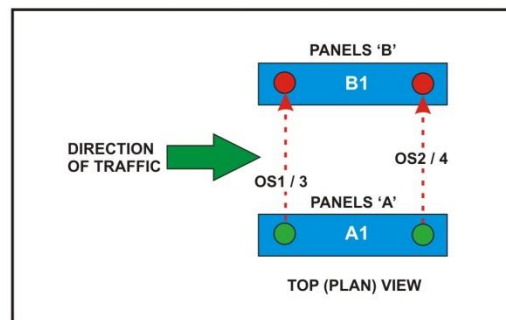 PANELS ‘B’
B1
DIRECTION
OF TRAFFIC
OS1 / 3
OS2 / 4
PANELS ‘A’
A1
TOP (PLAN) VIEW